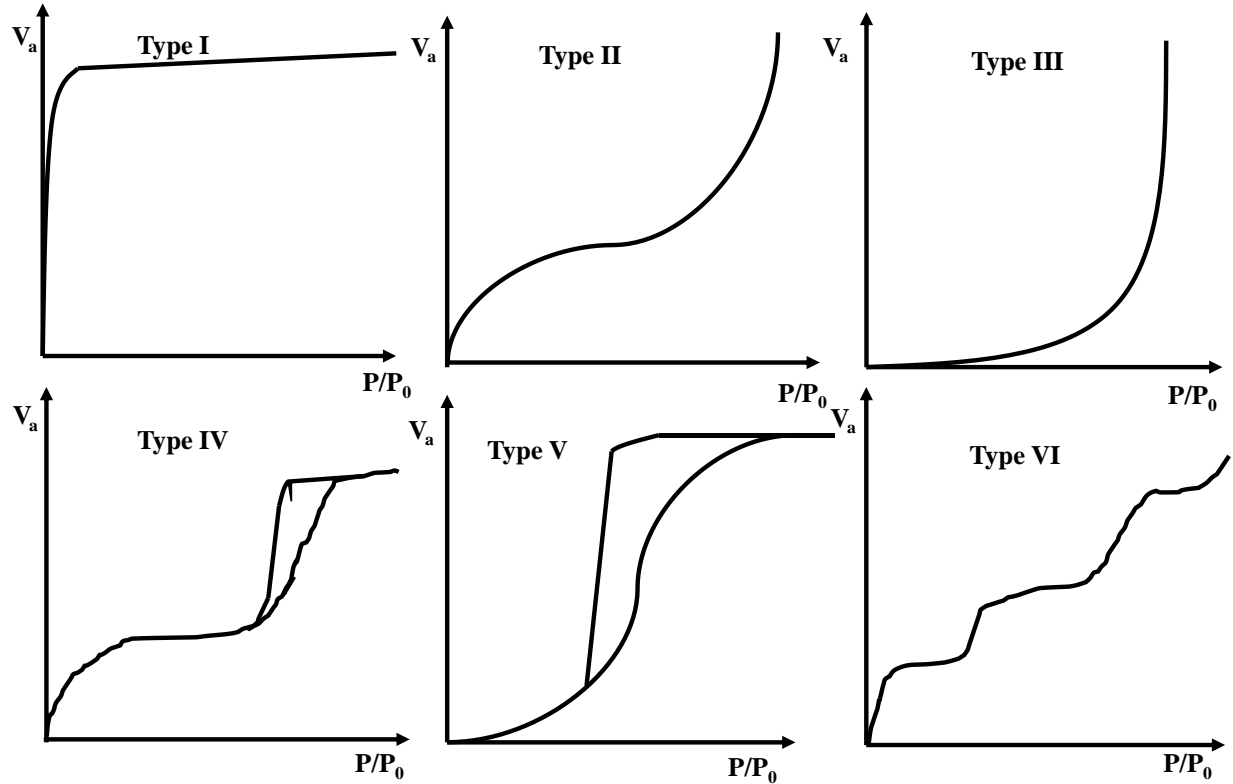 Vₐ
Type I
P/P₀
Vₐ
Type II
P/P₀
Vₐ
Type III
P/P₀
Vₐ
Type IV
P/P₀
Vₐ
Type V
P/P₀
Vₐ
Type VI
P/P₀